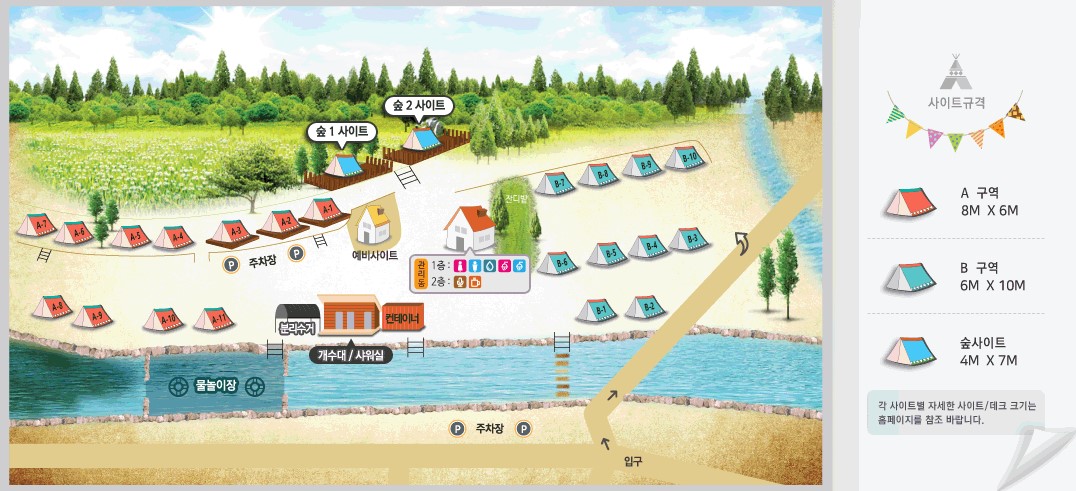 숲 2 사이트
숲 1 사이트
B-10
B-9
B-8
B-7
잔디밭
A-1
A-2
A-3
A-4
A-5
A-6
A-7
예비사이트
P 주차장 P
B-3
B-4
B-5
B-6
관리동
1층 :
2층 :
A-8
A-9
A-10
A-11
분리수거
컨테이너
개수대 / 샤워실
B-1
B-2
물놀이장
P 주차장 P
입구
사이트규격
A 구역
8M X 6M
B 구역
6M X 10M
숲사이트
4M X 7M
각 사이트별 자세한 사이트/데크 크기는
홈페이지를 참조 바랍니다.